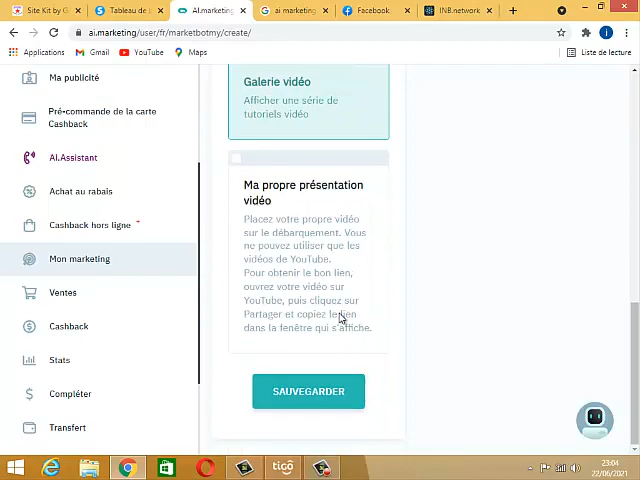 Site Kit by G
Tableau de b
AI.marketing
ai marketing
Facebook
INB.network
ai.marketing/user/fr/marketbotmy/create/
Applications
Gmail
YouTube
Maps
Liste de lecture
Ma publicité
Pré-commande de la carte
Cashback
AI.Assistant
Achat au rabais
Cashback hors ligne *
Mon marketing
Ventes
Cashback
Stats
Compléter
Transfert
Galerie vidéo
Afficher une série de
tutoriels vidéo
Ma propre présentation
vidéo
Placez votre propre vidéo
sur le débarquement. Vous
ne pouvez utiliser que les
vidéos de YouTube.
Pour obtenir le bon lien,
ouvrez votre vidéo sur
YouTube, puis cliquez sur
Partager et copiez le lien
dans la fenêtre qui s'affiche.
SAUVEGARDER
tigo
23:04
22/06/2021